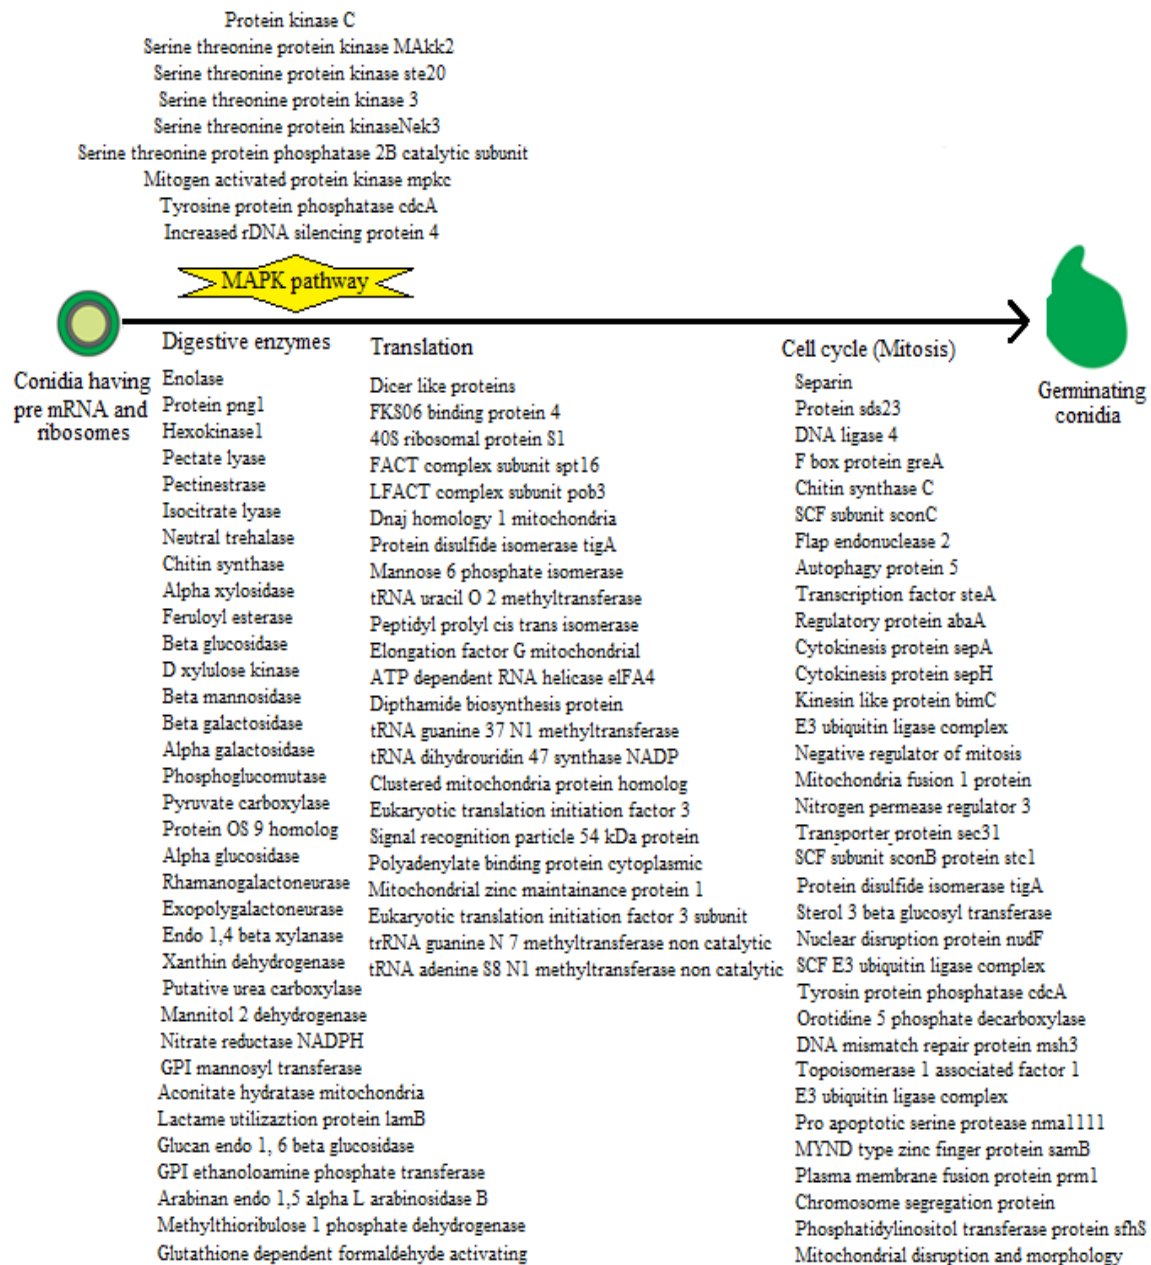 Protein kinase C
Serine threonine protein kinase MAkk2
Serine threonine protein kinase ste20
Serine threonine protein kinase 3
Serine threonine protein kinaseNek3
Serine threonine protein phosphatase 2B catalytic subunit
Mitogen activated protein kinase mpkc
Tyrosine protein phosphatase cdcA
Increased rDNA silencing protein 4
MAPK pathway
Conidia having
pre mRNA and
ribosomes
Digestive enzymes
Enolase
Protein png1
Hexokinase1
Pectate lyase
Pectinestrase
Isocitrate lyase
Neutral trehalase
Chitin synthase
Alpha xylosidase
Feruloyl esterase
Beta glucosidase
D xylulose kinase
Beta mannosidase
Beta galactosidase
Alpha galactosidase
Phosphoglucomutase
Pyruvate carboxylase
Protein OS 9 homolog
Alpha glucosidase
Rhamanogalactoneurase
Exopolygalactoneurase
Endo 1,4 beta xylanase
Xanthin dehydrogenase
Putative urea carboxylase
Mannitol 2 dehydrogenase
Nitrate reductase NADPH
GPI mannosyl transferase
Aconitate hydratase mitochondria
Lactame utilizaztion protein lamB
Glucan endo 1, 6 beta glucosidase
GPI ethanoloamine phosphate transferase
Arabinan endo 1,5 alpha L arabinosidase B
Methylthioribulose 1 phosphate dehydrogenase
Glutathione dependent formaldehyde activating
Translation
Dicer like proteins
FK506 binding protein 4
40S ribosomal protein S1
FACT complex subunit spt16
LFACT complex subunit pob3
Dnaj homology 1 mitochondria
Protein disulfide isomerase tigA
Mannose 6 phosphate isomerase
tRNA uracil O 2 methyltransferase
Peptidyl prolyl cis trans isomerase
Elongation factor G mitochondrial
ATP dependent RNA helicase elFA4
Dipthamide biosynthesis protein
tRNA guanine 37 N1 methyltransferase
tRNA dihydrouridin 47 synthase NADP
Clustered mitochondria protein homolog
Eukaryotic translation initiation factor 3
Signal recognition particle 54 kDa protein
Polyadenylate binding protein cytoplasmic
Mitochondrial zinc maintainance protein 1
Eukaryotic translation initiation factor 3 subunit
trRNA guanine N 7 methyltransferase non catalytic
tRNA adenine 58 N1 methyltransferase non catalytic
Cell cycle (Mitosis)
Separin
Protein sds23
DNA ligase 4
F box protein greA
Chitin synthase C
SCF subunit sconC
Flap endonuclease 2
Autophagy protein 5
Transcription factor steA
Regulatory protein abaA
Cytokinesis protein sepA
Cytokinesis protein sepH
Kinesin like protein bimC
E3 ubiquitin ligase complex
Negative regulator of mitosis
Mitochondria fusion 1 protein
Nitrogen permease regulator 3
Transporter protein sec31
SCF subunit sconB protein stc1
Protein disulfide isomerase tigA
Sterol 3 beta glucosyl transferase
Nuclear disruption protein nudF
SCF E3 ubiquitin ligase complex
Tyrosin protein phosphatase cdcA
Orotidine 5 phosphate decarboxylase
DNA mismatch repair protein msh3
Topoisomerase 1 associated factor 1
E3 ubiquitin ligase complex
Pro apoptotic serine protease nma1111
MYND type zinc finger protein samB
Plasma membrane fusion protein prm1
Chromosome segregation protein
Phosphatidylinositol transferase protein sfh5
Mitochondrial disruption and morphology
Germinating
conidia